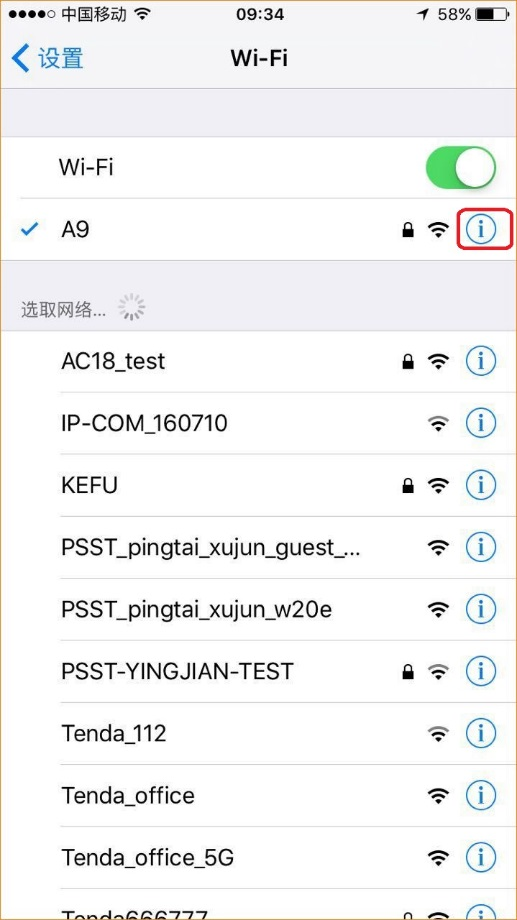 中国移动 09:34 58%
设置 Wi-Fi
Wi-Fi
A9
选取网络...
AC18_test
IP-COM_160710
KEFU
PSST_pingtai_xujun_guest_...
PSST_pingtai_xujun_w20e
PSST-YINGJIAN-TEST
Tenda_112
Tenda_office
Tenda_office_5G
Tenda666777